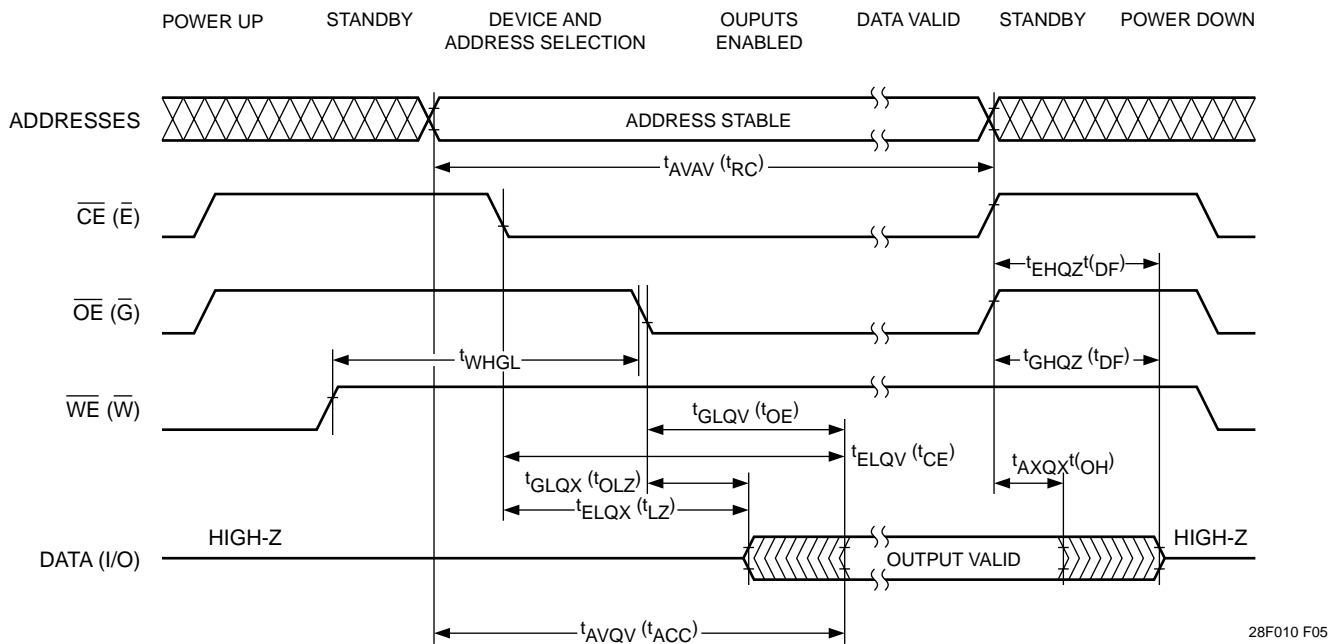 POWER UP
STANDBY
DEVICE AND
ADDRESS SELECTION
OUPUTS
ENABLED
DATA VALID
STANDBY
POWER DOWN
ADDRESSES
ADDRESS STABLE
tAVAV (tRC)
CE (E)
tEHQZt(DF)
OE (G)
tWHGL
tGHQZ (tDF)
WE (W)
tGLQV (tOE)
tELQV (tCE)
tAXQXt(OH)
tGLQX (tOLZ)
tELQX (tLZ)
HIGH-Z
HIGH-Z
DATA (I/O)
OUTPUT VALID
tAVQV (tACC)
28F010 F05